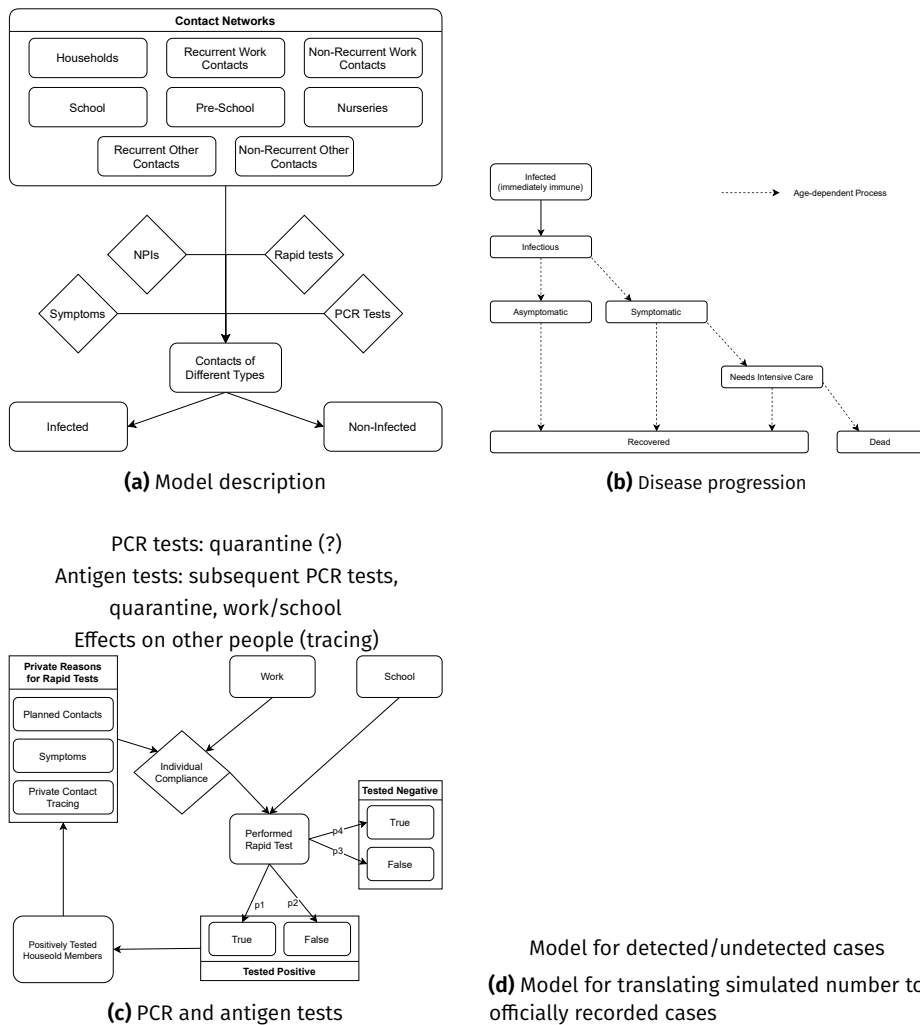 Contact Networks
Households
Recurrent Work
Contacts
Non-Recurrent Work
Contacts
School
Pre-School
Nurseries
Recurrent Other
Contacts
Non-Recurrent Other
Contacts
NPIs
Rapid tests
Symptoms
PCR Tests
Contacts of
Different Types
Infected
Non-Infected
(a) Model description
Infected
(immediately immune)
Age-dependent Process
Infectious
Asymptomatic
Symptomatic
Needs Intensive Care
Recovered
Dead
(b) Disease progression
PCR tests: quarantine (?)
Antigen tests: subsequent PCR tests,
quarantine, work/school
Effects on other people (tracing)
Private Reasons
for Rapid Tests
Planned Contacts
Symptoms
Private Contact
Tracing
Work
School
Individual
Compliance
Performed
Rapid Test
Tested Negative
p4
True
p3
False
p1
p2
True
False
Tested Positive
Positively Tested
Houseold Members
(c) PCR and antigen tests
Model for detected/undetected cases
(d) Model for translating simulated number to
officially recorded cases